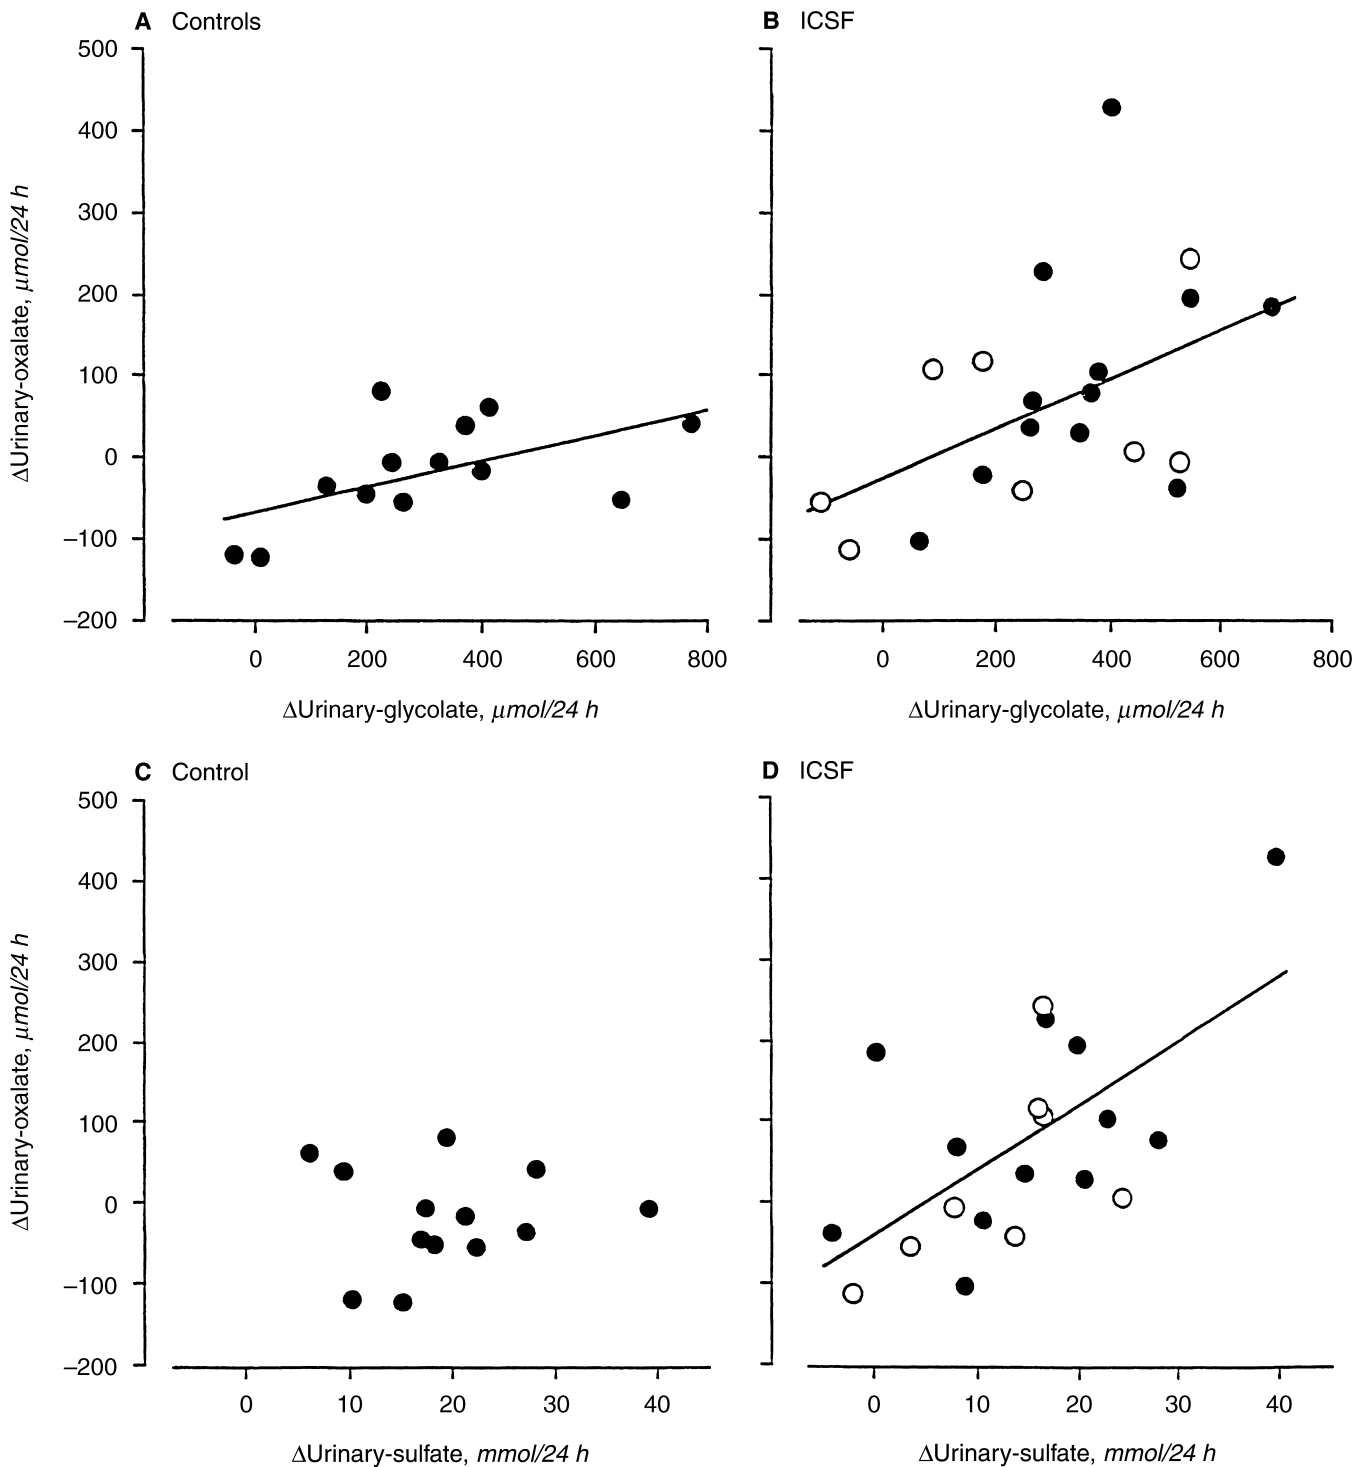 A Controls
B ICSF
500
400
300
200
100
0
–100
–200
ΔUrinary-oxalate, μmol/24 h
0 200 400 600 800
0 200 400 600 800
ΔUrinary-glycolate, μmol/24 h
ΔUrinary-glycolate, μmol/24 h
C Control
D ICSF
500
400
300
200
100
0
–100
–200
ΔUrinary-oxalate, μmol/24 h
0 10 20 30 40
0 10 20 30 40
ΔUrinary-sulfate, mmol/24 h
ΔUrinary-sulfate, mmol/24 h